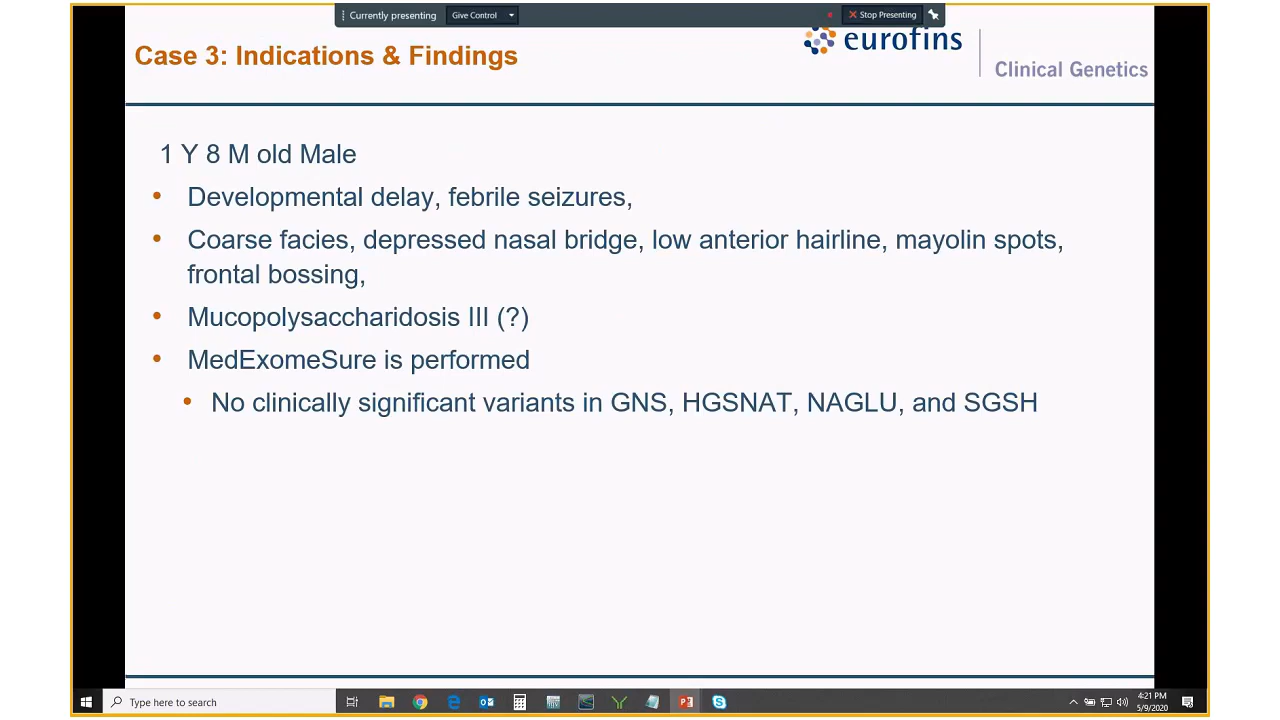 Currently presenting
Give Control
Stop Presenting
Case 3: Indications & Findings
eurofins
Clinical Genetics
1 Y 8 M old Male
• Developmental delay, febrile seizures,
• Coarse facies, depressed nasal bridge, low anterior hairline, mayolin spots,
frontal bossing,
• Mucopolysaccharidosis III (?)
• MedExomeSure is performed
• No clinically significant variants in GNS, HGSNAT, NAGLU, and SGSH
Type here to search
4:21 PM
5/9/2020